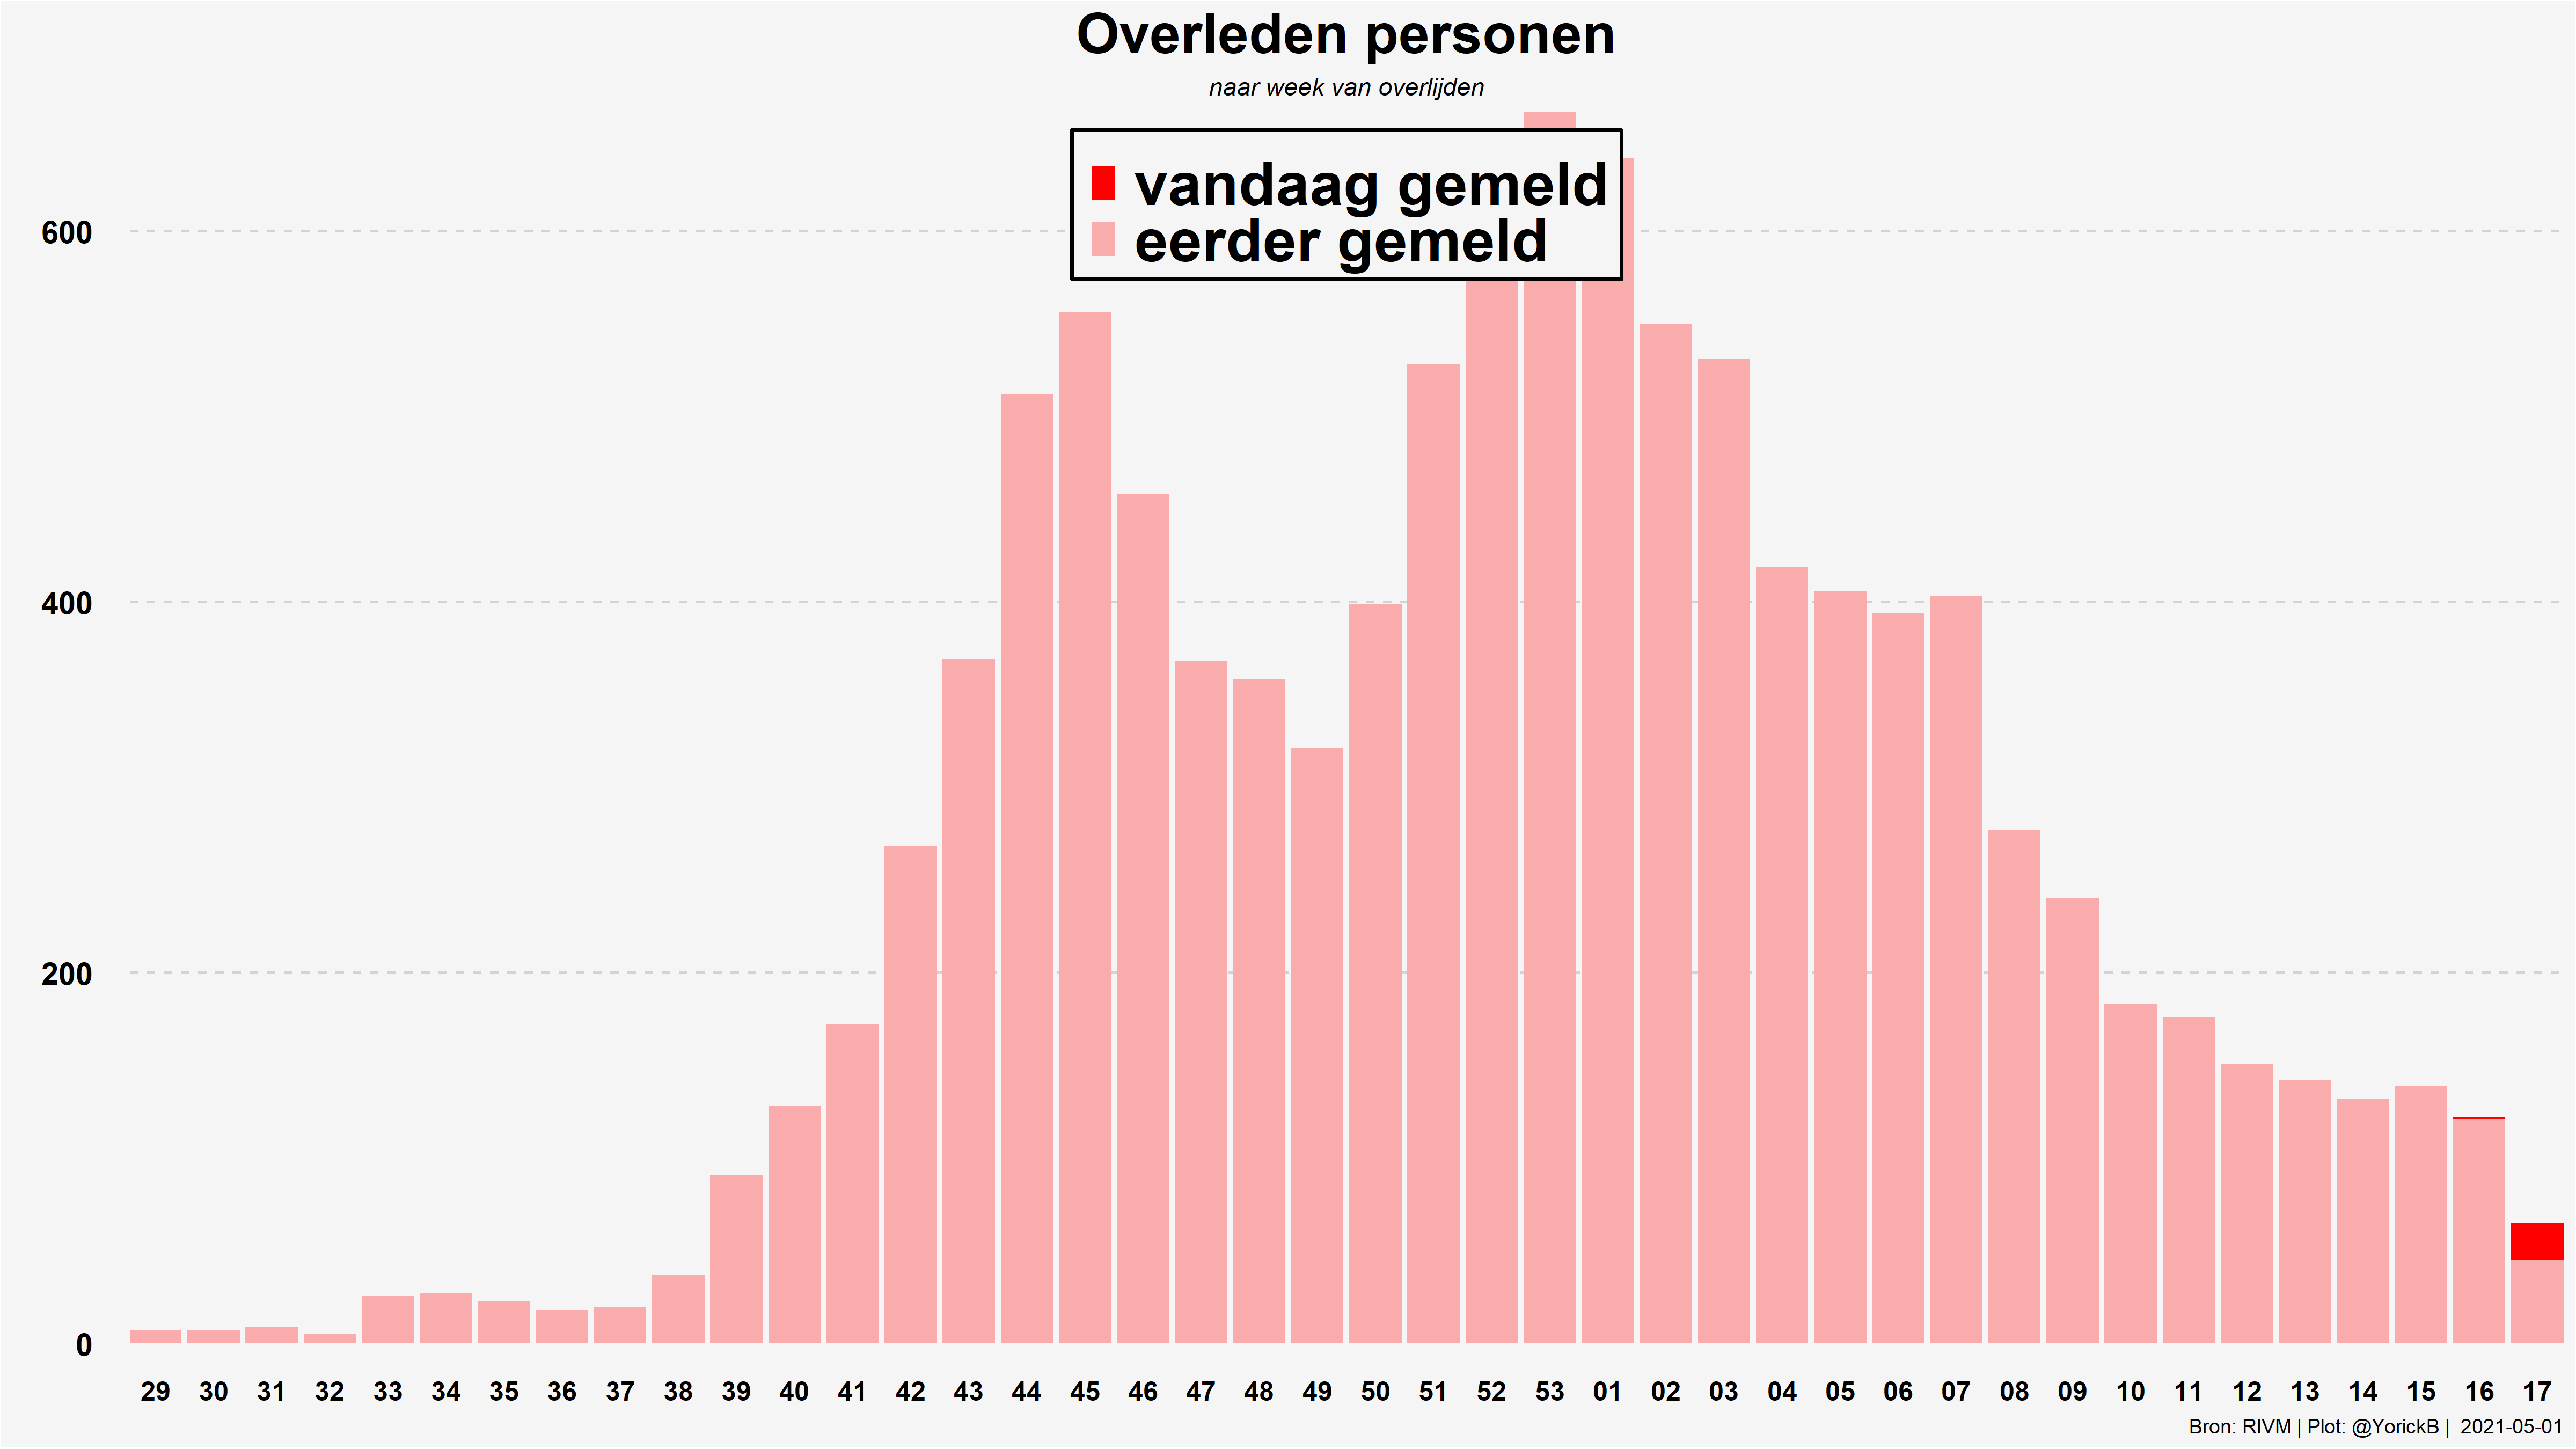 Overleden personen
naar week van overlijden
vandaag gemeld
eerder gemeld
600
400
200
0
29 30 31 32 33 34 35 36 37 38 39 40 41 42 43 44 45 46 47 48 49 50 51 52 53 01 02 03 04 05 06 07 08 09 10 11 12 13 14 15 16 17
Bron: RIVM | Plot: @YorickB | 2021-05-01